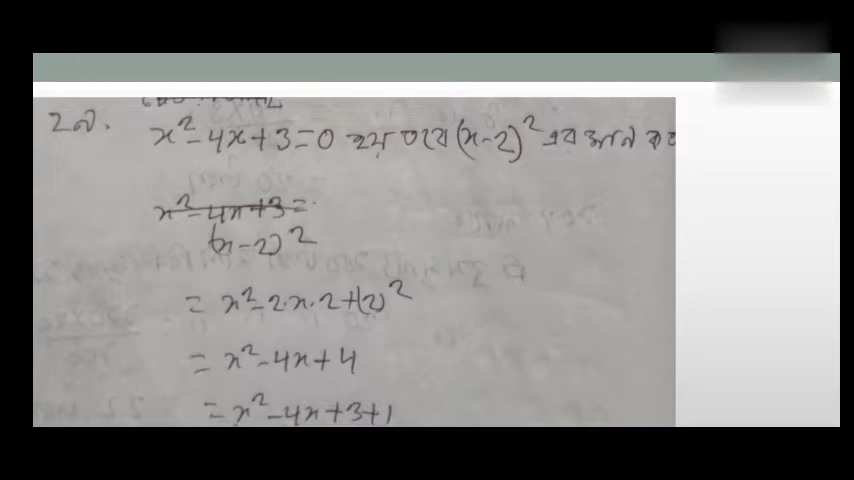 ২৯. x² - 4x + 3 = 0 হয় তবে (x-2)² এর মান কত
x² - 4x + 3 =
(x-2)²
= x² - 2·x·2 + (2)²
= x² - 4x + 4
= x² - 4x + 3 + 1